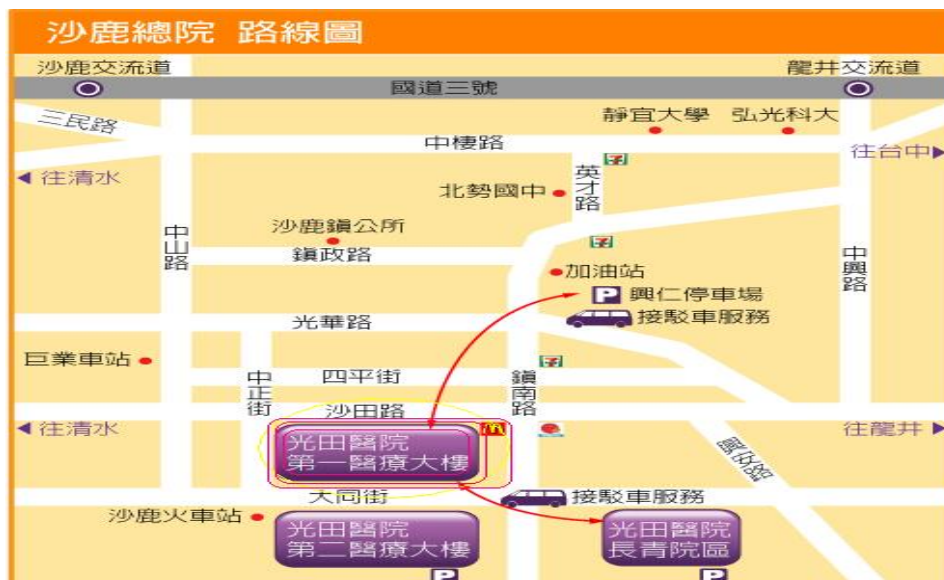 沙鹿總院 路線圖
沙鹿交流道
龍井交流道
國道三號
三民路
靜宜大學
弘光科大
中棲路
往台中
往清水
北勢國中
英才路
沙鹿鎮公所
中山路
鎮政路
中興路
加油站
P 興仁停車場
光華路
接駁車服務
巨業車站
四平街
中正街
鎮南路
沙田路
往清水
往龍井
光田醫院
第一醫療大樓
大同街
接駁車服務
沙鹿火車站
光田醫院
第二醫療大樓
光田醫院
長青院區
P
P